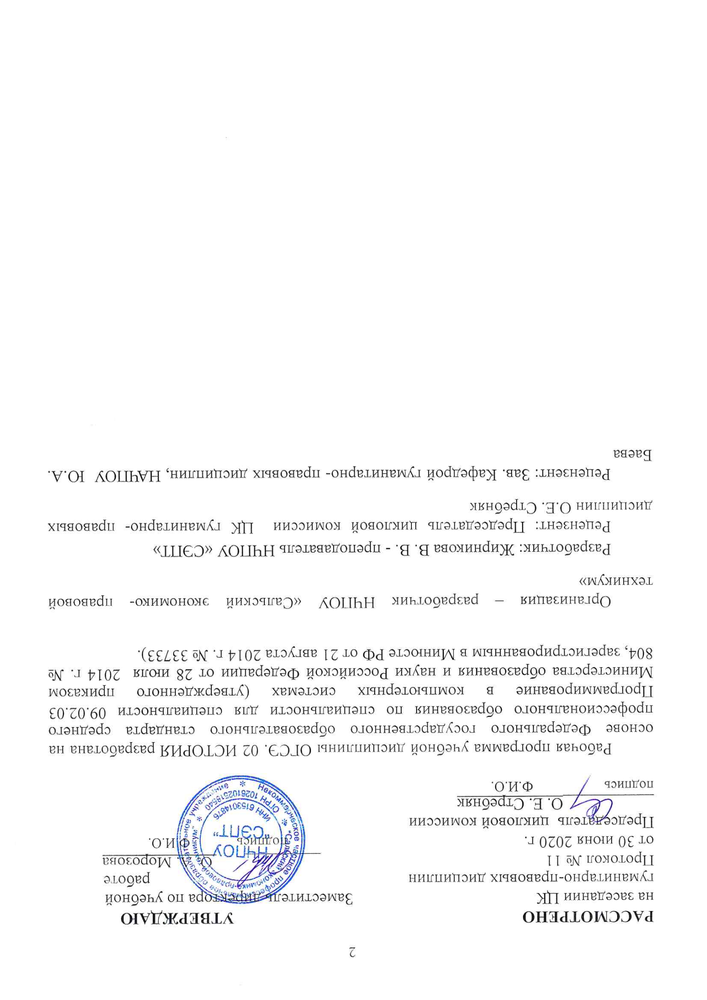 2
РАССМОТРЕНО
на заседании ЦК
гуманитарно-правовых дисциплин
Протокол № 11
от 30 июня 2020 г.
Председатель цикловой комиссии
О. Е. Стребняк
подпись Ф.И.О.
УТВЕРЖДАЮ
Заместитель директора по учебной
работе
О. А. Морозова
подпись Ф.И.О.
Некоммерческое частное профессиональное образовательное учреждение *
* "Сальский экономико-правовой техникум" *
ОГРН 1026102518540
ИНН 6153014876
НЧПОУ
"СЭПТ"
Рабочая программа учебной дисциплины ОГСЭ. 02 ИСТОРИЯ разработана на
основе Федерального государственного образовательного стандарта среднего
профессионального образования по специальности для специальности 09.02.03
Программирование в компьютерных системах (утвержденного приказом
Министерства образования и науки Российской Федерации от 28 июля 2014 г. №
804, зарегистрированным в Минюсте РФ от 21 августа 2014 г. № 33733).
Организация – разработчик НЧПОУ «Сальский экономико- правовой
техникум»
Разработчик: Жирникова В. В. - преподаватель НЧПОУ «СЭПТ»
Рецензент: Председатель цикловой комиссии ЦК гуманитарно- правовых
дисциплин О.Е. Стребняк
Рецензент: Зав. Кафедрой гуманитарно- правовых дисциплин, НАЧПОУ Ю.А.
Баева